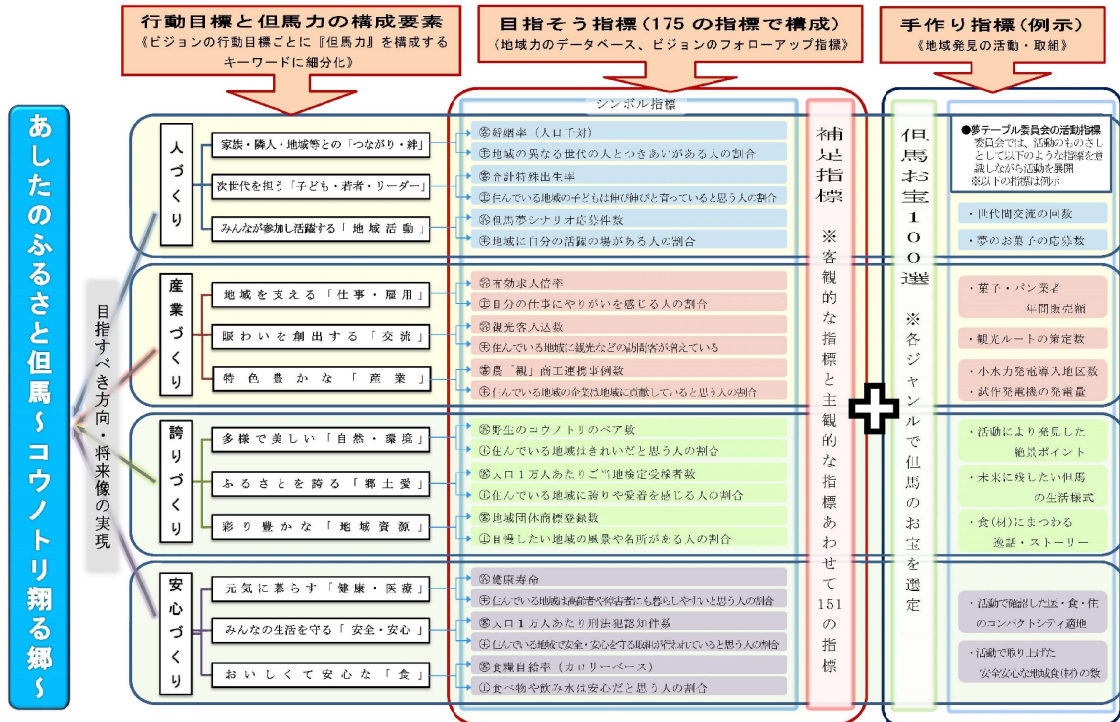 行動目標と但馬力の構成要素
《ビジョンの行動目標ごとに『但馬力』を構成する
キーワードに細分化》
目指そう指標(175の指標で構成)
《地域力のデータベース、ビジョンのフォローアップ指標》
手作り指標(例示)
《地域発見の活動・取組》
あしたのふるさと但馬~コウノトリ翔る郷~
目指すべき方向・将来像の実現
シンボル指標
人づくり
家族・隣人・地域等との「つながり・絆」
㋖婚姻率(人口千対)
㋛地域の異なる世代の人とつきあいがある人の割合
次世代を担う「子ども・若者・リーダー」
合計特殊出生率
住んでいる地域の子どもは伸び伸びと育っていると思う人の割合
みんなが参加し活躍する「地域活動」
但馬夢シナリオ応募件数
地域に自分の活躍の場がある人の割合
産業づくり
地域を支える「仕事・雇用」
有効求人倍率
自分の仕事にやりがいを感じる人の割合
賑わいを創出する「交流」
観光客入込数
住んでいる地域に観光などの訪問客が増えている
特色豊かな「産業」
農「観」商工連携事例数
住んでいる地域の企業は地域に貢献していると思う人の割合
誇りづくり
多様で美しい「自然・環境」
野生のコウノトリのペア数
住んでいる地域はきれいだと思う人の割合
ふるさとを誇る「郷土愛」
人口1万人あたりご当地検定受検者数
住んでいる地域に誇りや愛着を感じる人の割合
彩り豊かな「地域資源」
地域団体商標登録数
自慢したい地域の風景や名所がある人の割合
安心づくり
元気に暮らす「健康・医療」
健康寿命
住んでいる地域は高齢者や障害者にも暮らしやすいと思う人の割合
みんなの生活を守る「安全・安心」
人口1万人あたり刑法犯認知件数
住んでいる地域で安全・安心を守る取組が行われていると思う人の割合
おいしくて安心な「食」
食糧自給率(カロリーベース)
食べ物や飲み水は安心だと思う人の割合
補足指標 ※客観的な指標と主観的な指標あわせて151の指標
但馬お宝100選 ※各ジャンルで但馬のお宝を選定
●夢テーブル委員会の活動指標
委員会では、活動のものさしとして以下のような指標を意識しながら活動を展開
※以下の指標は例示
・世代間交流の回数
・夢のお菓子の応募数
・菓子・パン業者
年間販売額
・観光ルートの策定数
・小水力発電導入地区数
・試作発電機の発電量
・活動により発見した
絶景ポイント
・未来に残したい但馬
の生活様式
・食(材)にまつわる
逸話・ストーリー
・活動で確認した医・食・住
のコンパクトシティ適地
・活動で取り上げた
安全安心な地域食(材)の数